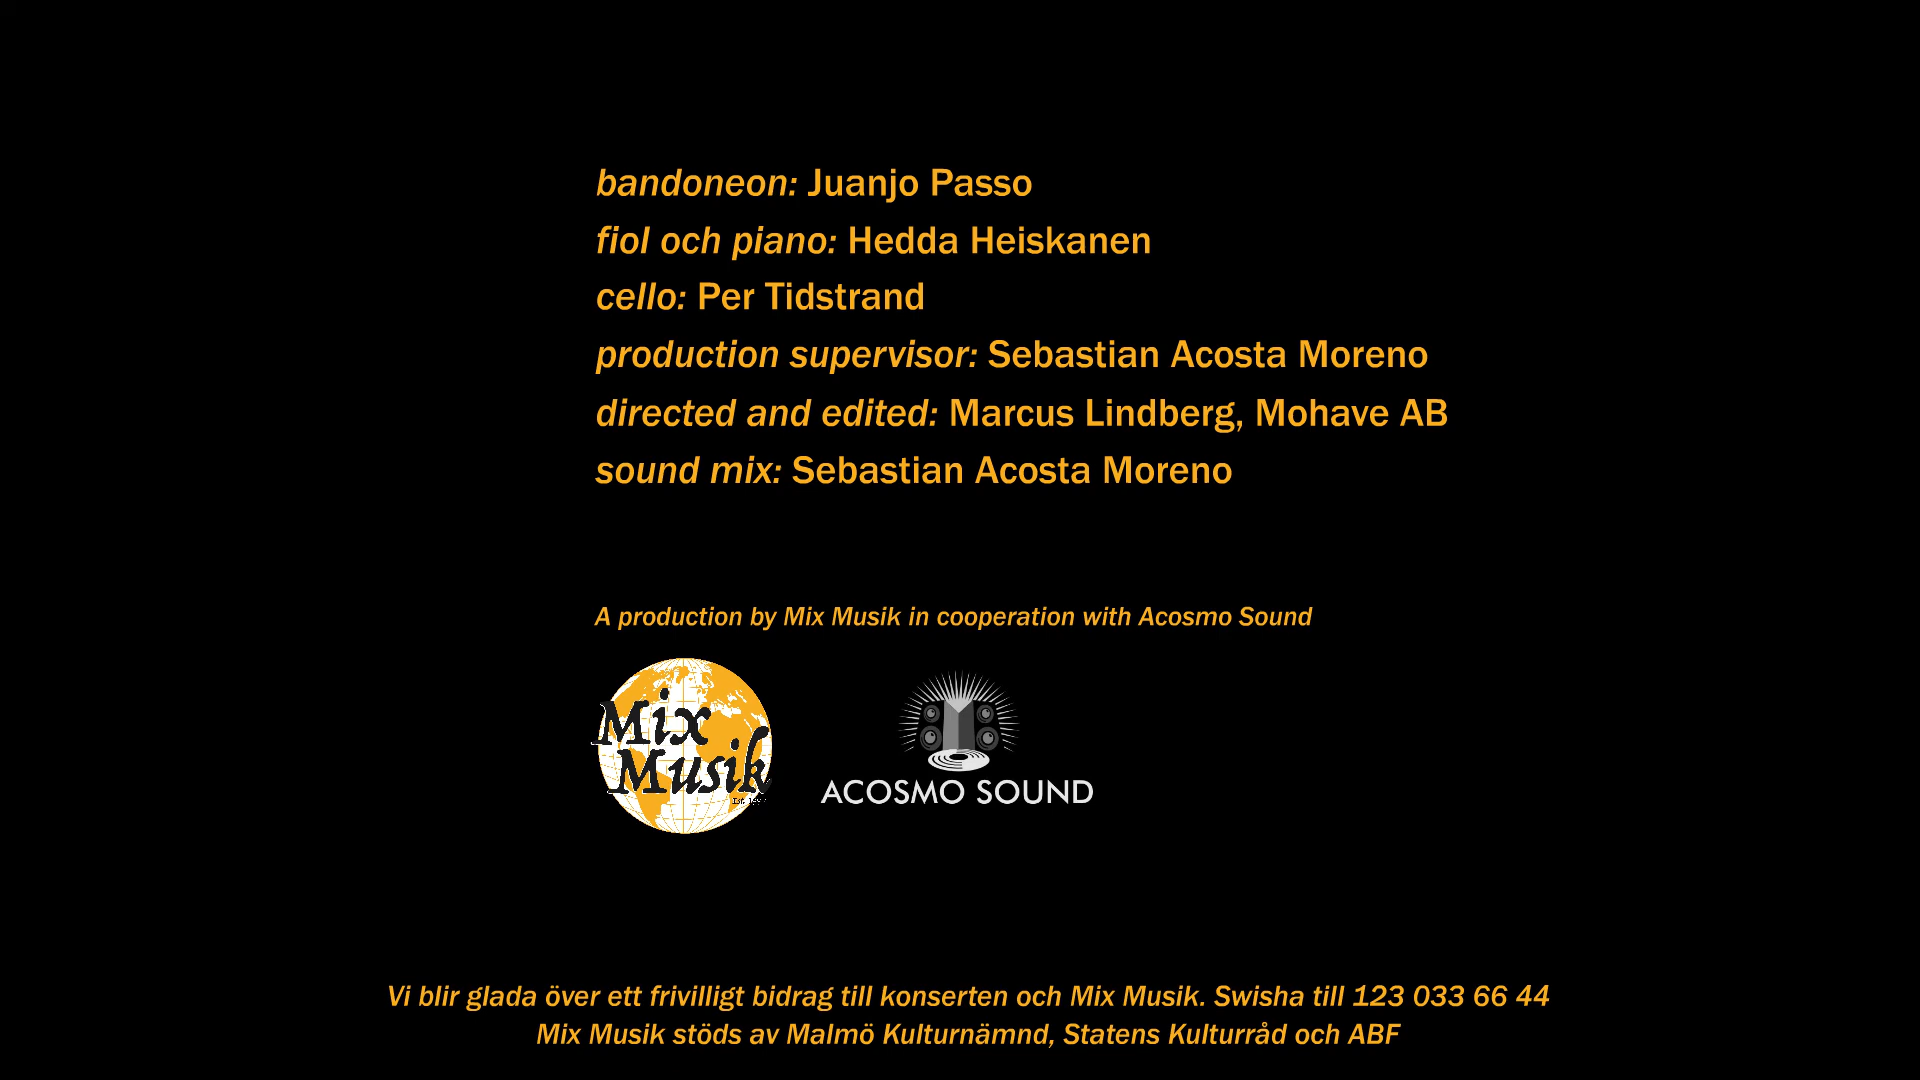 bandoneon: Juanjo Passo
fiol och piano: Hedda Heiskanen
cello: Per Tidstrand
production supervisor: Sebastian Acosta Moreno
directed and edited: Marcus Lindberg, Mohave AB
sound mix: Sebastian Acosta Moreno
A production by Mix Musik in cooperation with Acosmo Sound
Mix
Musik
Est.
ACOSMO SOUND
Vi blir glada över ett frivilligt bidrag till konserten och Mix Musik. Swisha till 123 033 66 44
Mix Musik stöds av Malmö Kulturnämnd, Statens Kulturråd och ABF